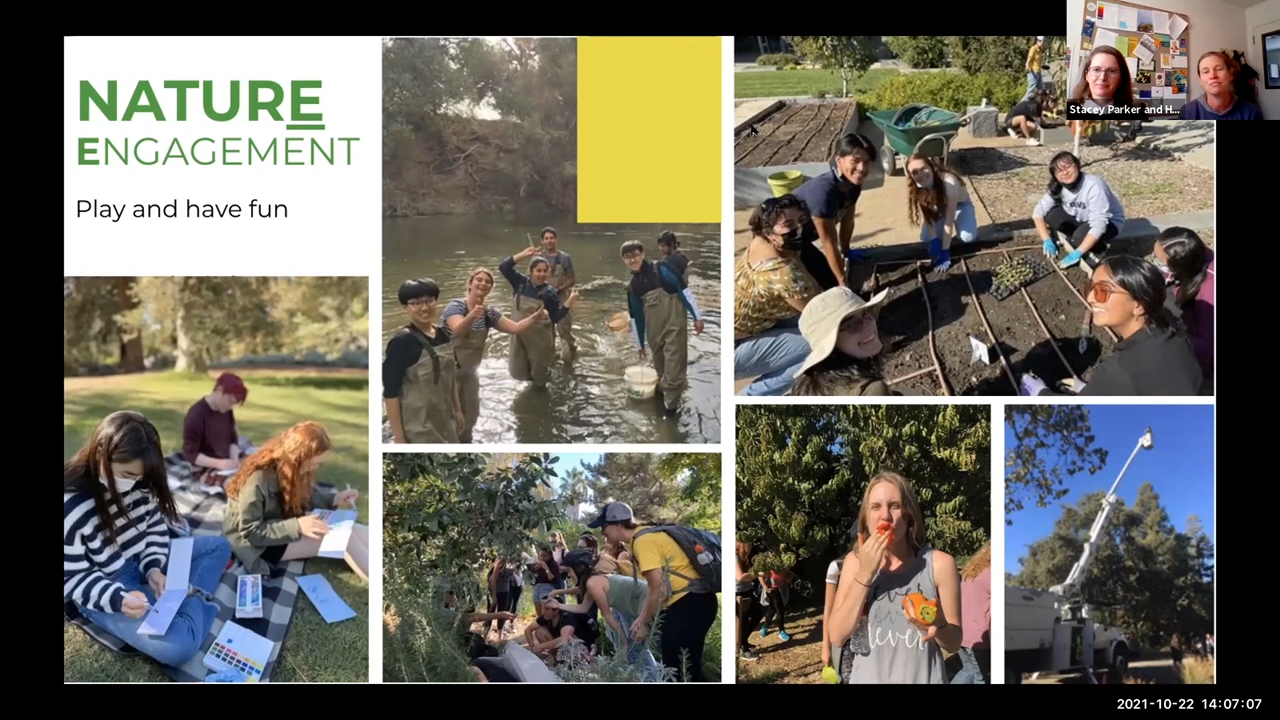 NATURE
ENGAGEMENT
Play and have fun
Stacey Parker and H...
2021-10-22 14:07:07